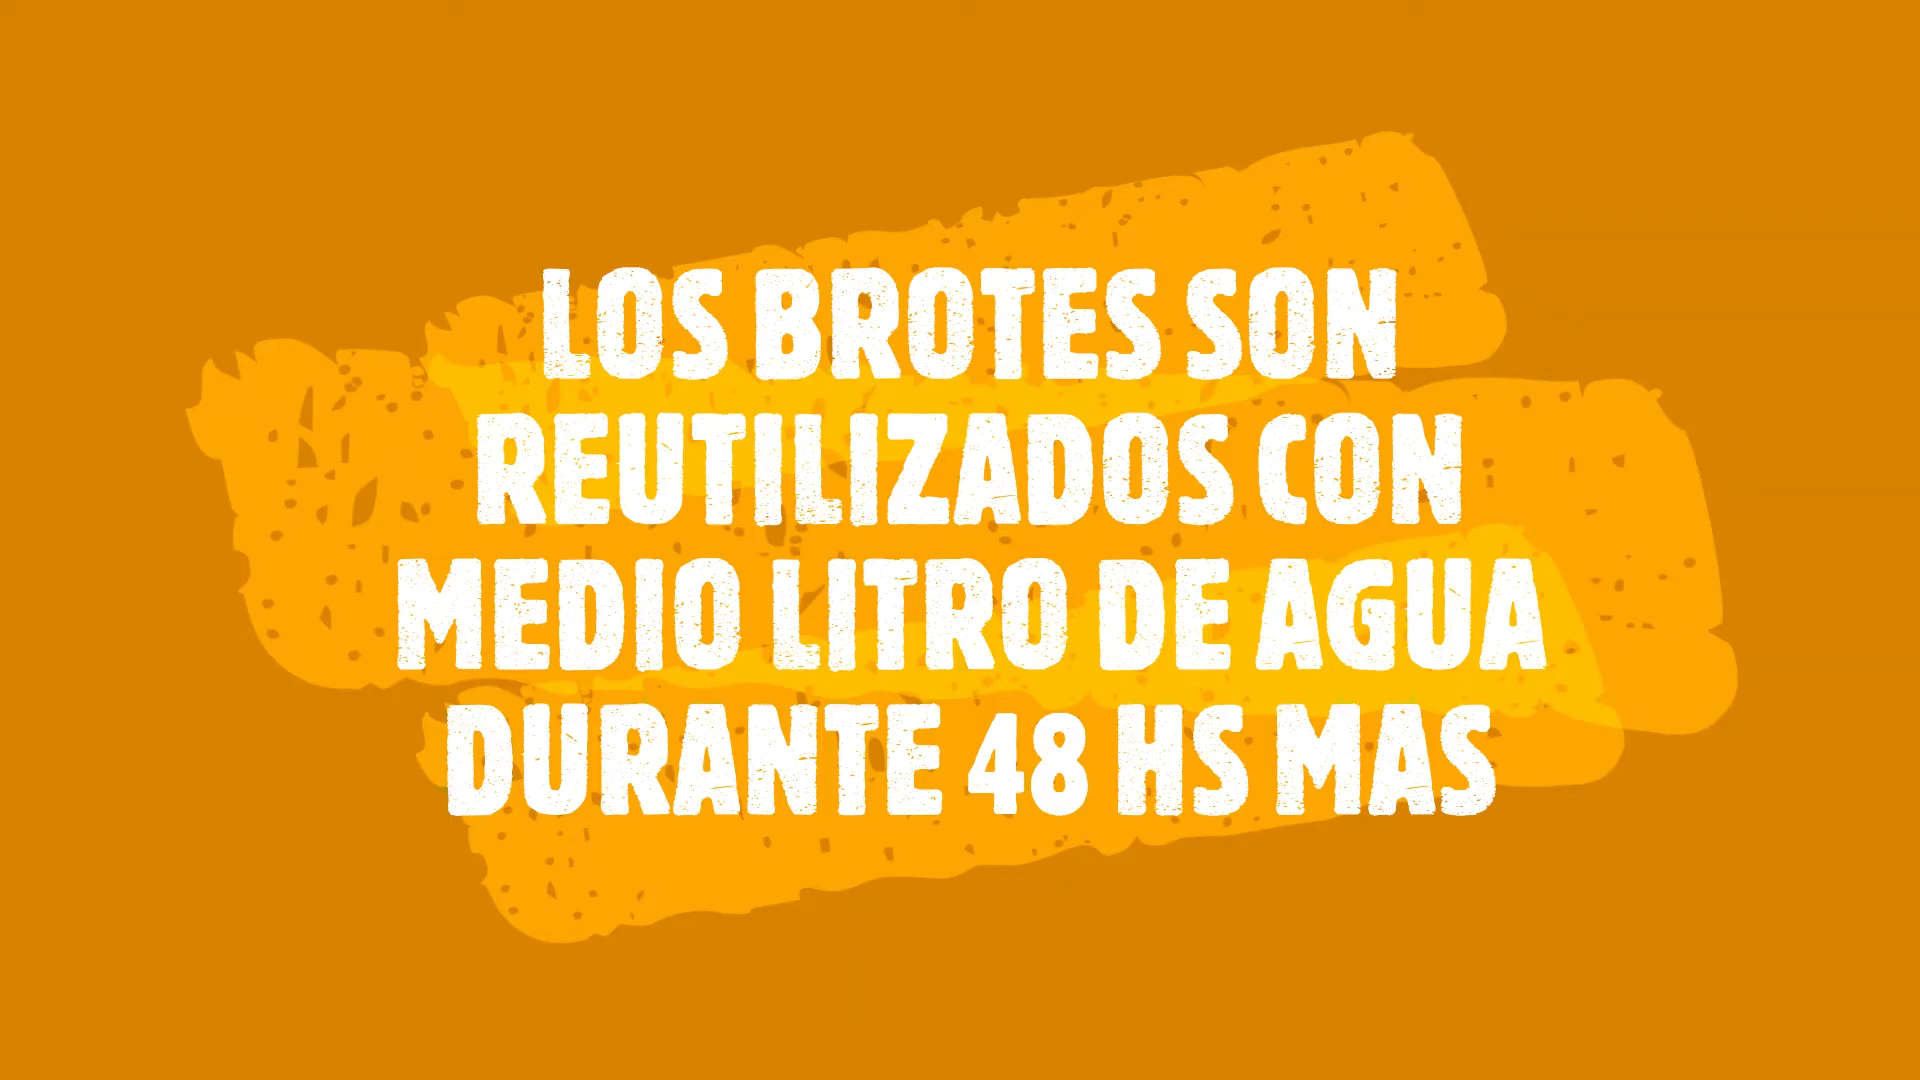 LOS BROTES SON
REUTILIZADOS CON
MEDIO LITRO DE AGUA
DURANTE 48 HS MAS